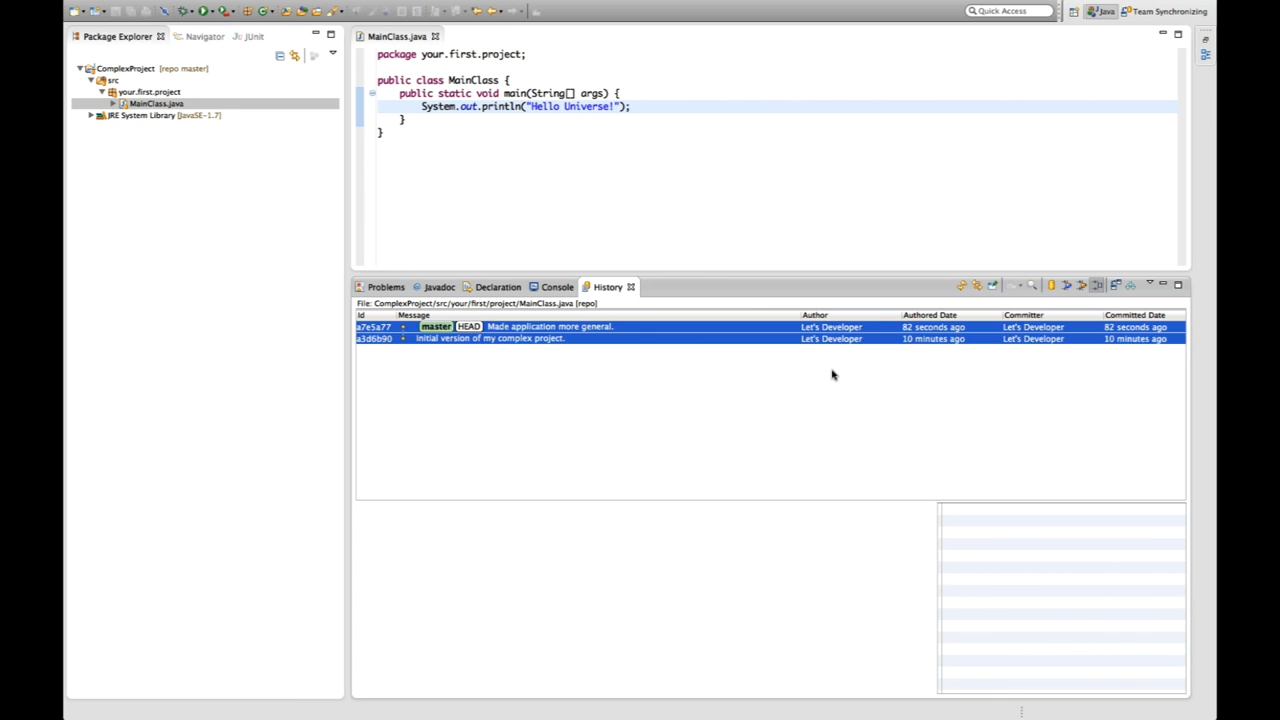 Quick Access
Java
Team Synchronizing
Package Explorer
Navigator
JUnit
MainClass.java
ComplexProject [repo master]
src
your.first.project
MainClass.java
JRE System Library [JavaSE-1.7]
package your.first.project;
public class MainClass {
public static void main(String[] args) {
System.out.println("Hello Universe!");
}
}
Problems
Javadoc
Declaration
Console
History
File: ComplexProject/src/your/first/project/MainClass.java [repo]
Id Message Author Authored Date Committer Committed Date
a7e5a77 master HEAD Made application more general. Let's Developer 82 seconds ago Let's Developer 82 seconds ago
a3d6b90 Initial version of my complex project. Let's Developer 10 minutes ago Let's Developer 10 minutes ago